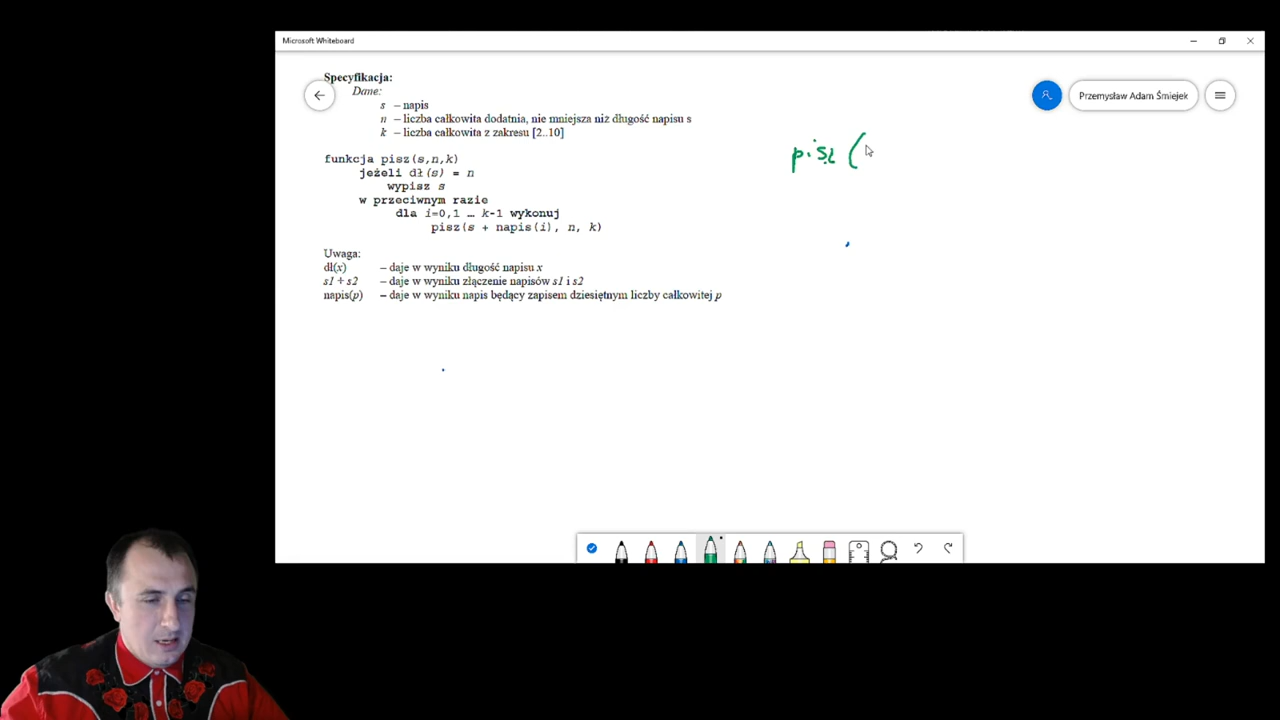 Microsoft Whiteboard
Specyfikacja:
Dane:
s – napis
n – liczba całkowita dodatnia, nie mniejsza niż długość napisu s
k – liczba całkowita z zakresu [2..10]
Przemysław Adam Śmiejek
pisz (
funkcja pisz(s,n,k)
jeżeli dł(s) = n
wypisz s
w przeciwnym razie
dla i=0,1 … k-1 wykonuj
pisz(s + napis(i), n, k)
Uwaga:
dł(x) – daje w wyniku długość napisu x
s1 + s2 – daje w wyniku złączenie napisów s1 i s2
napis(p) – daje w wyniku napis będący zapisem dziesiętnym liczby całkowitej p